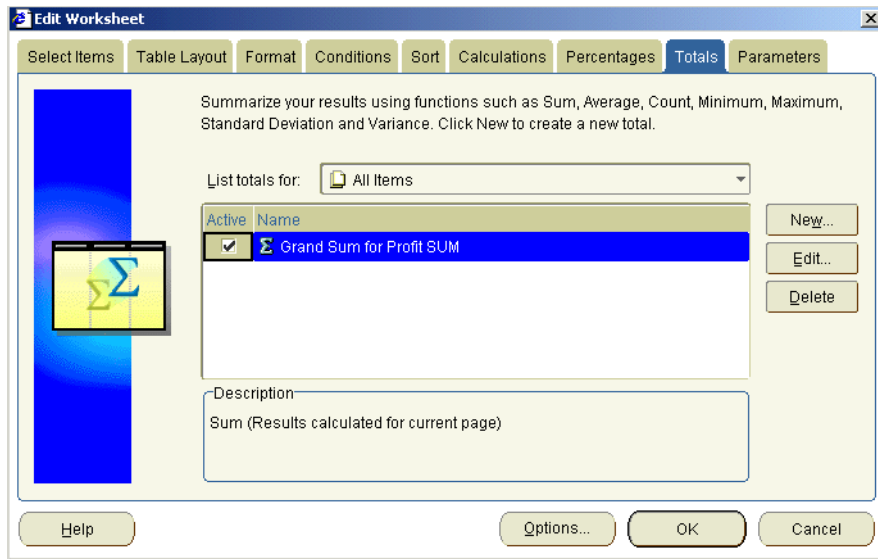 Edit Worksheet
Select Items Table Layout Format Conditions Sort Calculations Percentages Totals Parameters
Summarize your results using functions such as Sum, Average, Count, Minimum, Maximum,
Standard Deviation and Variance. Click New to create a new total.
List totals for: All Items
Active Name
Σ Grand Sum for Profit SUM
New...
Edit...
Delete
Σ Σ
Description
Sum (Results calculated for current page)
Help Options... OK Cancel